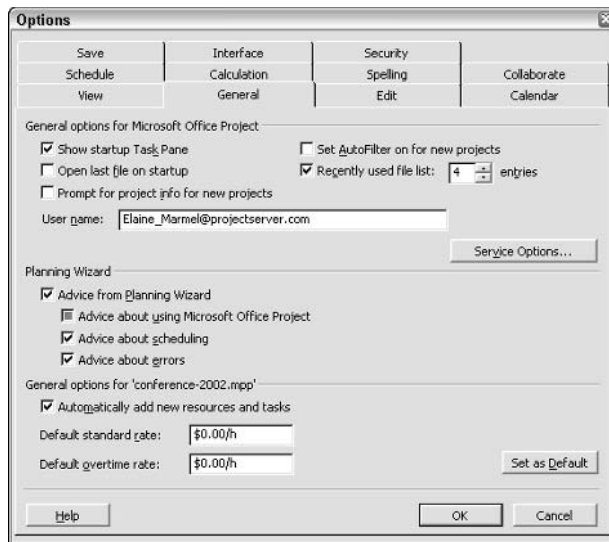 Options
Save Interface Security
Schedule Calculation Spelling Collaborate
View General Edit Calendar
General options for Microsoft Office Project
Show startup Task Pane
Set AutoFilter on for new projects
Open last file on startup
Recently used file list: 4 entries
Prompt for project info for new projects
User name: Elaine_Marmel@projectserver.com
Service Options...
Planning Wizard
Advice from Planning Wizard
Advice about using Microsoft Office Project
Advice about scheduling
Advice about errors
General options for 'conference-2002.mpp'
Automatically add new resources and tasks
Default standard rate: $0.00/h
Default overtime rate: $0.00/h
Set as Default
Help OK Cancel